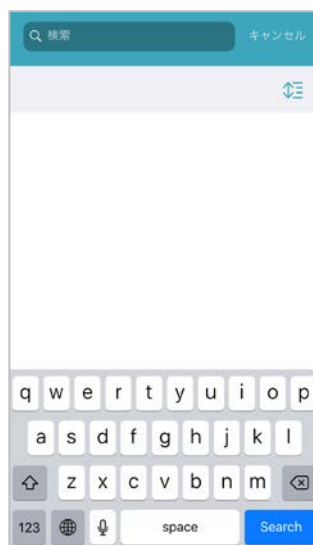 検索 キャンセル
q w e r t y u i o p
a s d f g h j k l
z x c v b n m
123 space Search